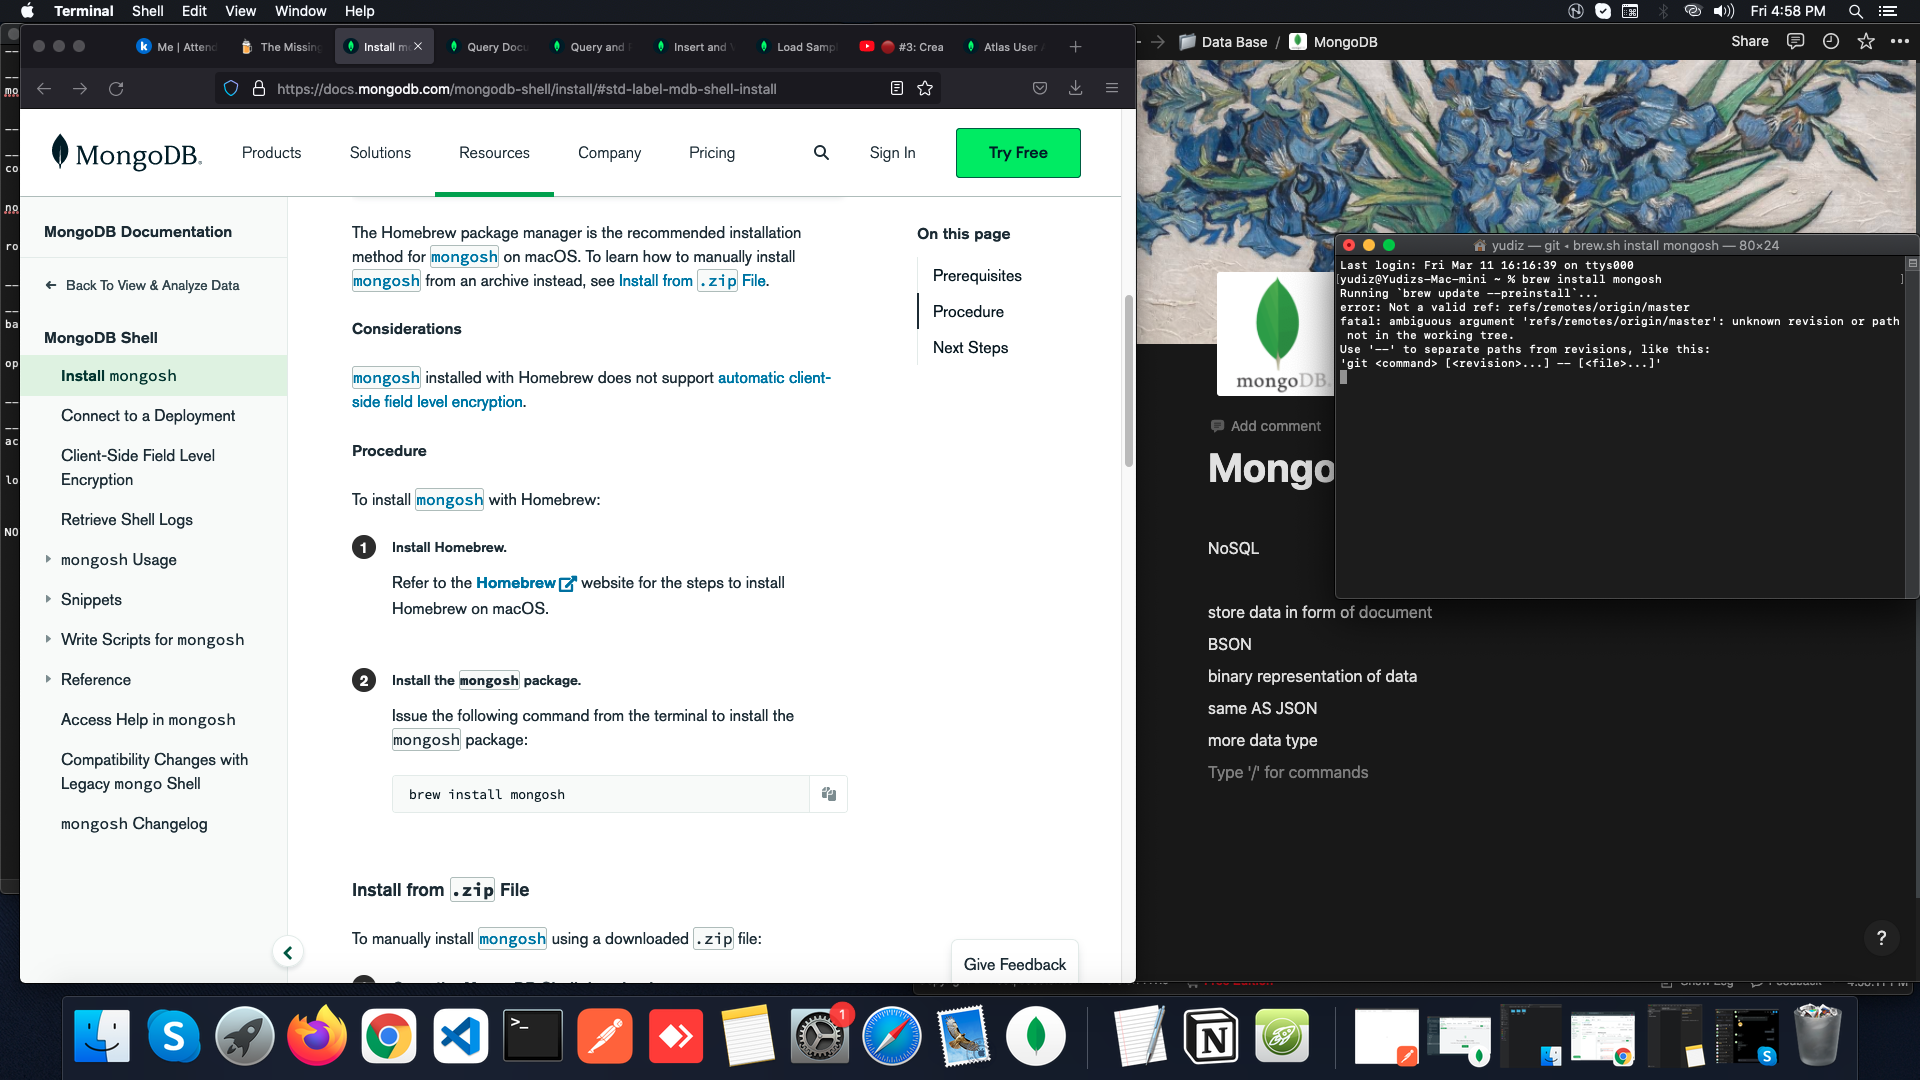 Terminal Shell Edit View Window Help
Fri 4:58 PM
Me | Attend
The Missing
Install m
Query Docu
Query and
Insert and
Load Sampl
#3: Crea
Atlas User
https://docs.mongodb.com/mongodb-shell/install/#std-label-mdb-shell-install
MongoDB.
Products
Solutions
Resources
Company
Pricing
Sign In
Try Free
MongoDB Documentation
Back To View & Analyze Data
MongoDB Shell
Install mongosh
Connect to a Deployment
Client-Side Field Level
Encryption
Retrieve Shell Logs
mongosh Usage
Snippets
Write Scripts for mongosh
Reference
Access Help in mongosh
Compatibility Changes with
Legacy mongo Shell
mongosh Changelog
The Homebrew package manager is the recommended installation
method for mongosh on macOS. To learn how to manually install
mongosh from an archive instead, see Install from .zip File.
Considerations
mongosh installed with Homebrew does not support automatic client-
side field level encryption.
Procedure
To install mongosh with Homebrew:
1 Install Homebrew.
Refer to the Homebrew website for the steps to install
Homebrew on macOS.
2 Install the mongosh package.
Issue the following command from the terminal to install the
mongosh package:
brew install mongosh
Install from .zip File
To manually install mongosh using a downloaded .zip file:
On this page
Prerequisites
Procedure
Next Steps
Give Feedback
Data Base / MongoDB
Share
mongoDB.
Add comment
Mongo
NoSQL
store data in form of document
BSON
binary representation of data
same AS JSON
more data type
Type '/' for commands
?
yudiz — git ◂ brew.sh install mongosh — 80×24
Last login: Fri Mar 11 16:16:39 on ttys000
[yudiz@Yudizs-Mac-mini ~ % brew install mongosh ]
Running `brew update --preinstall`...
error: Not a valid ref: refs/remotes/origin/master
fatal: ambiguous argument 'refs/remotes/origin/master': unknown revision or path
not in the working tree.
Use '--' to separate paths from revisions, like this:
'git <command> [<revision>...] -- [<file>...]'
1